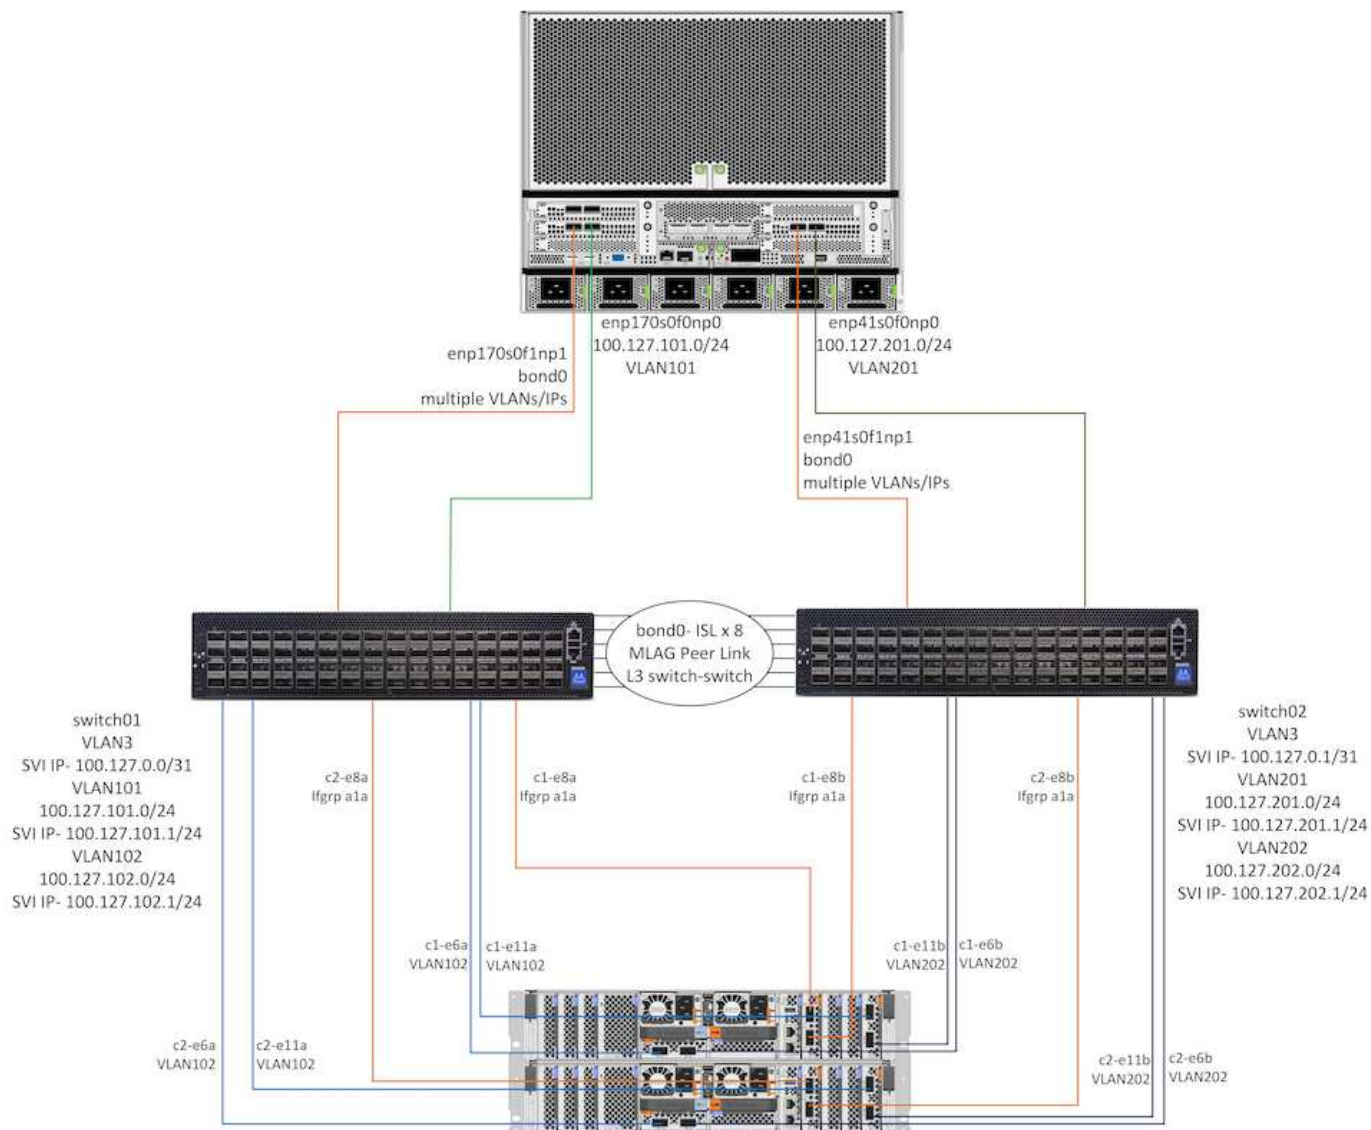 enp170s0f0np0
100.127.101.0/24
VLAN101
enp41s0f0np0
100.127.201.0/24
VLAN201
enp170s0f1np1
bond0
multiple VLANs/IPs
enp41s0f1np1
bond0
multiple VLANs/IPs
bond0- ISL x 8
MLAG Peer Link
L3 switch-switch
switch01
VLAN3
SVI IP- 100.127.0.0/31
VLAN101
100.127.101.0/24
SVI IP- 100.127.101.1/24
VLAN102
100.127.102.0/24
SVI IP- 100.127.102.1/24
switch02
VLAN3
SVI IP- 100.127.0.1/31
VLAN201
100.127.201.0/24
SVI IP- 100.127.201.1/24
VLAN202
100.127.202.0/24
SVI IP- 100.127.202.1/24
c2-e8a
Ifgrp a1a
c1-e8a
Ifgrp a1a
c1-e8b
Ifgrp a1a
c2-e8b
Ifgrp a1a
c1-e6a
VLAN102
c1-e11a
VLAN102
c1-e11b
VLAN202
c1-e6b
VLAN202
c2-e6a
VLAN102
c2-e11a
VLAN102
c2-e11b
VLAN202
c2-e6b
VLAN202